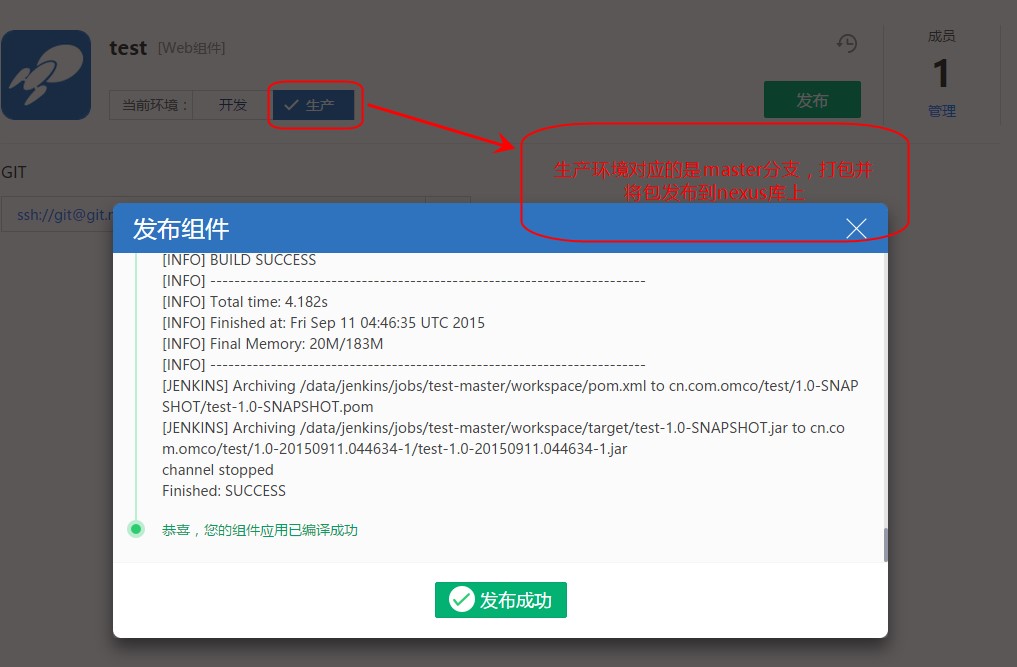 test [Web组件]
成员
1
管理
当前环境： 开发 生产
发布
生产环境对应的是master分支，打包并
将包发布到nexus库上
GIT
ssh://git@git.
发布组件
[INFO] BUILD SUCCESS
[INFO] ------------------------------------------------------------------------
[INFO] Total time: 4.182s
[INFO] Finished at: Fri Sep 11 04:46:35 UTC 2015
[INFO] Final Memory: 20M/183M
[INFO] ------------------------------------------------------------------------
[JENKINS] Archiving /data/jenkins/jobs/test-master/workspace/pom.xml to cn.com.omco/test/1.0-SNAP
SHOT/test-1.0-SNAPSHOT.pom
[JENKINS] Archiving /data/jenkins/jobs/test-master/workspace/target/test-1.0-SNAPSHOT.jar to cn.co
m.omco/test/1.0-20150911.044634-1/test-1.0-20150911.044634-1.jar
channel stopped
Finished: SUCCESS
恭喜，您的组件应用已编译成功
发布成功